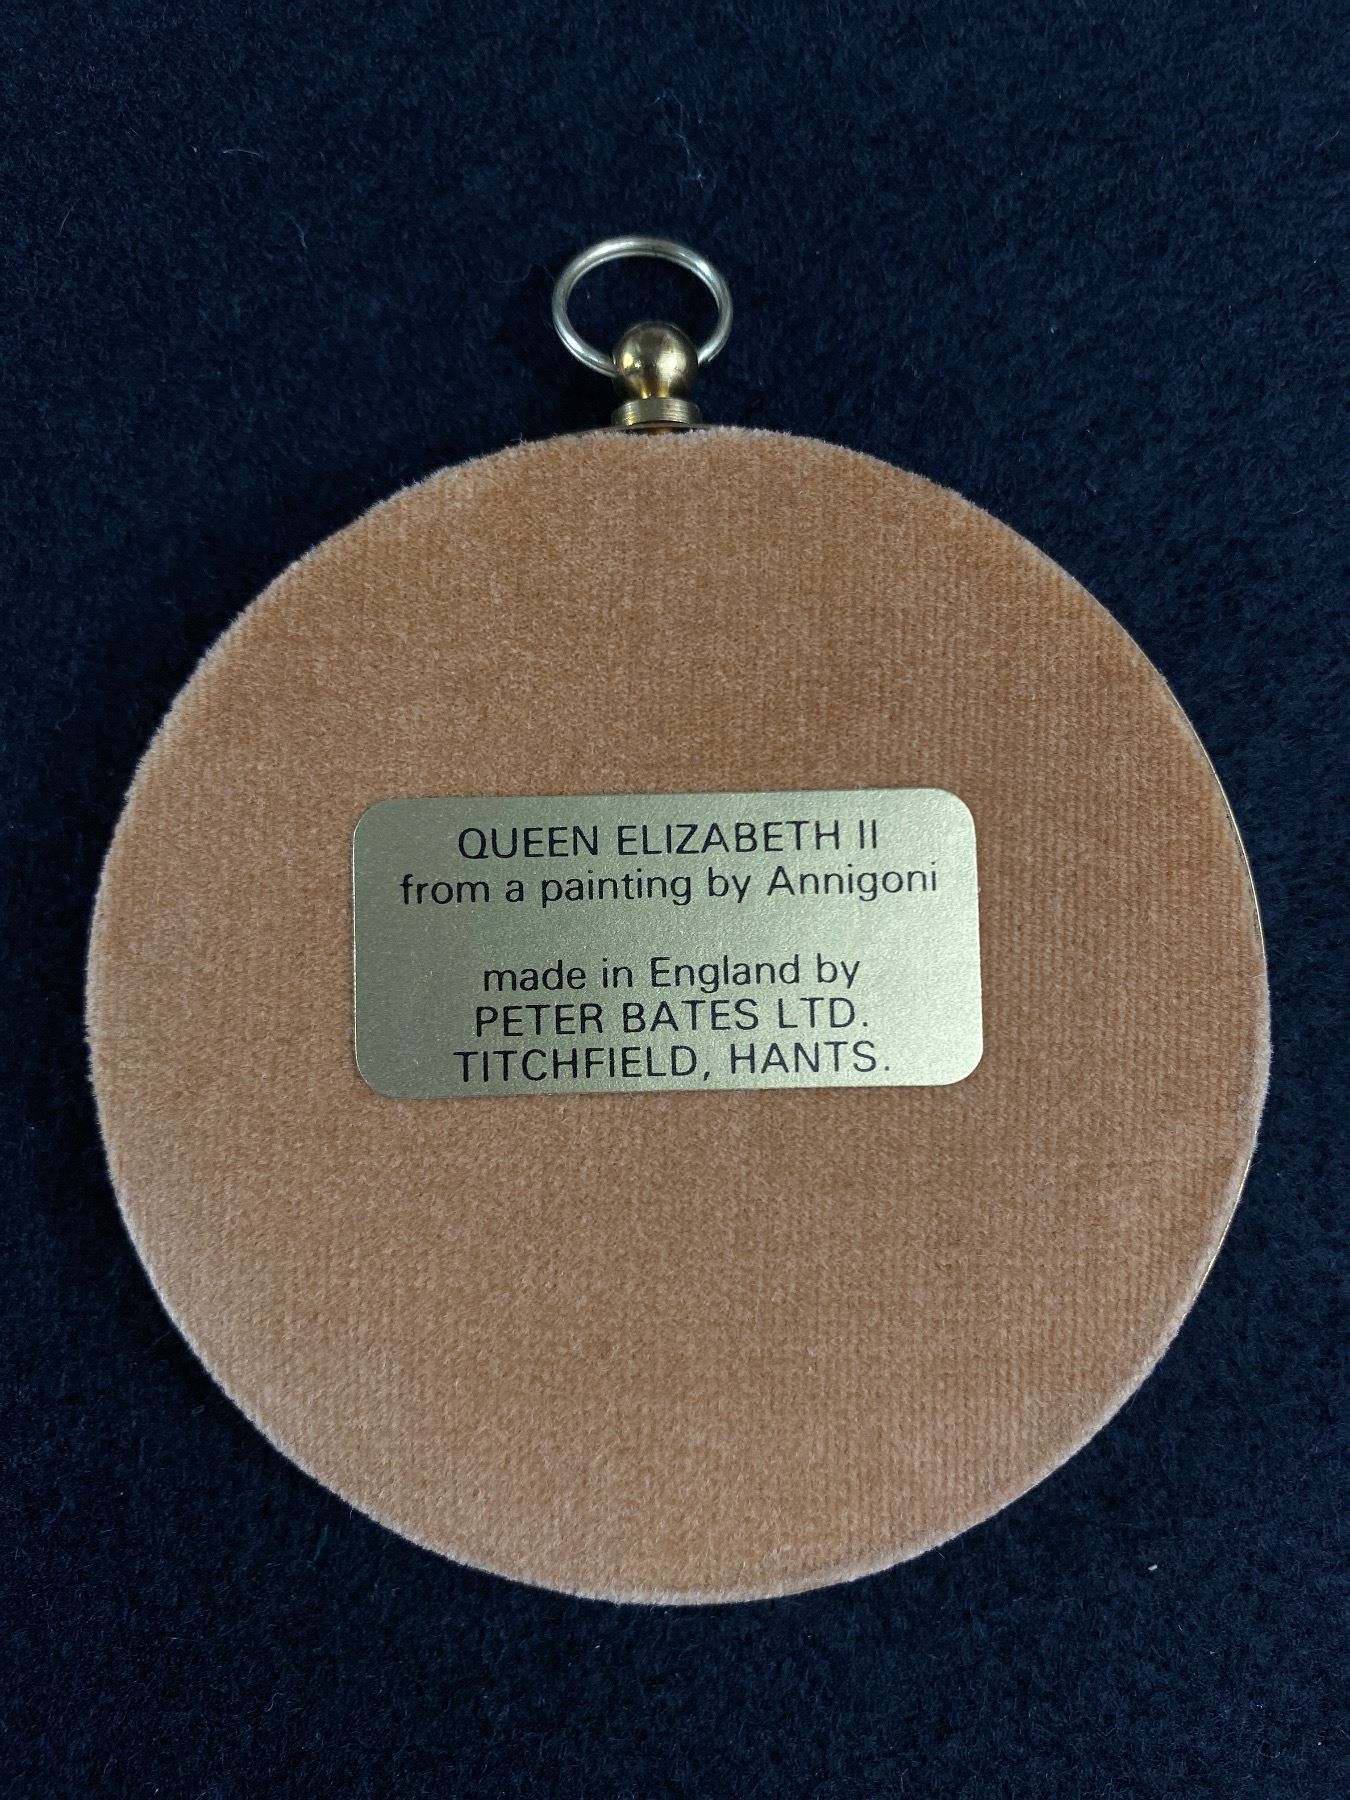 QUEEN ELIZABETH II
from a painting by Annigoni
made in England by
PETER BATES LTD.
TITCHFIELD, HANTS.